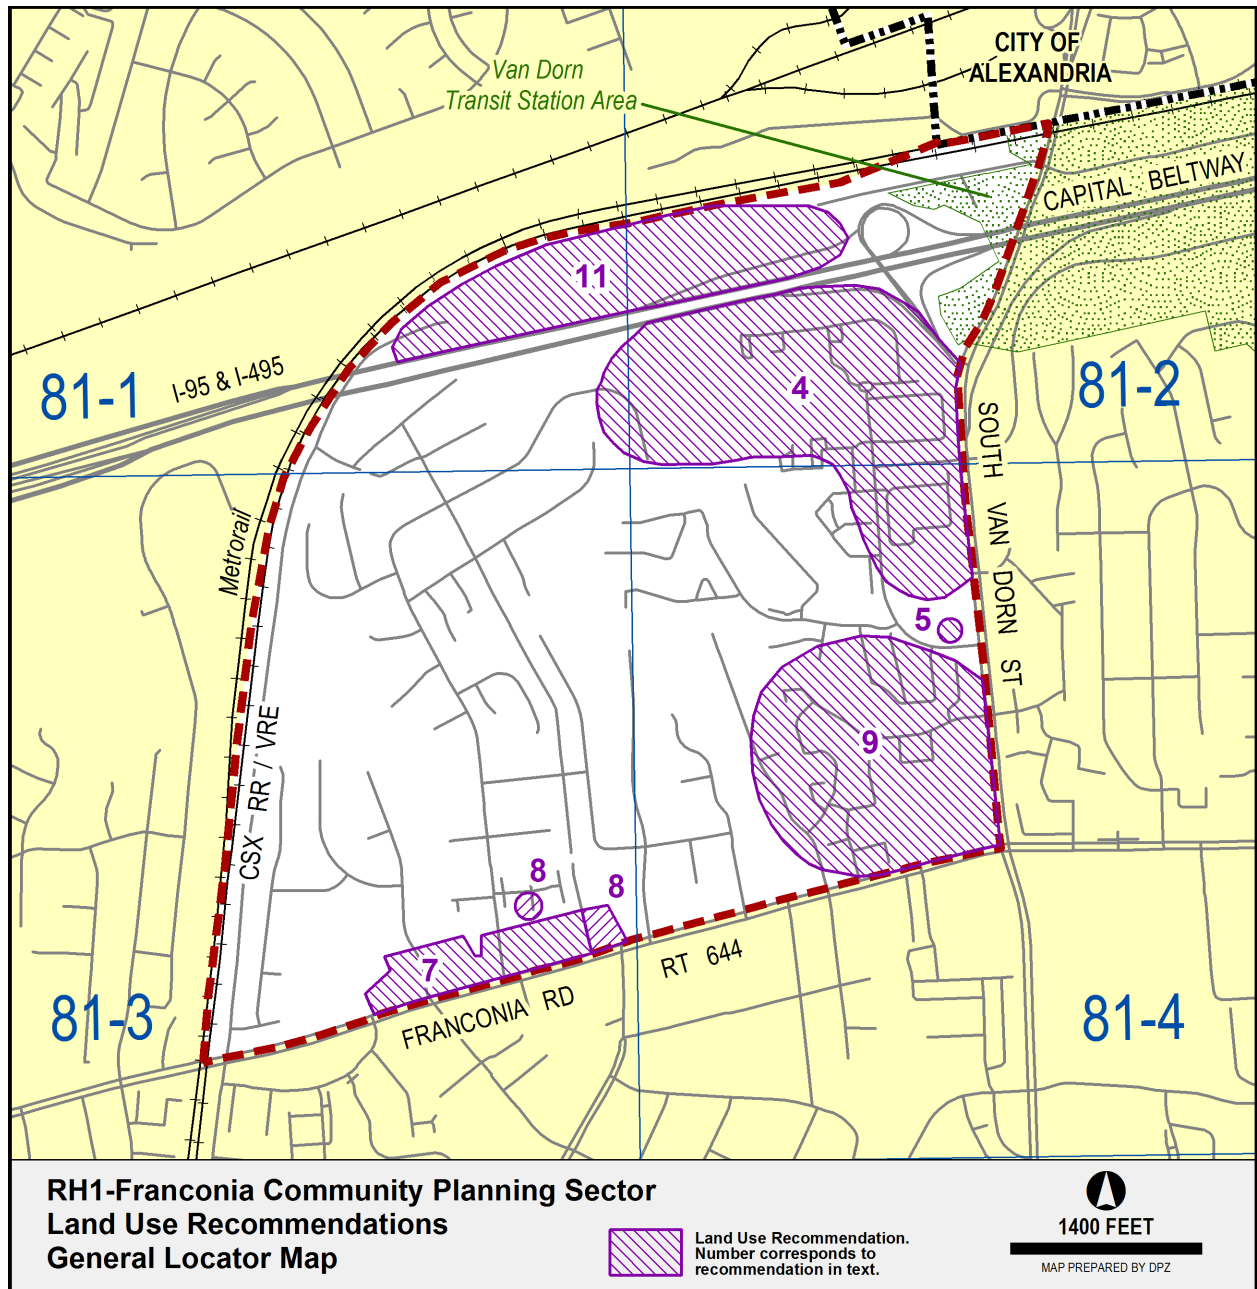 CITY OF
ALEXANDRIA
Van Dorn
Transit Station Area
CAPITAL BELTWAY
11
I-95 & I-495
81-1
4
81-2
SOUTH VAN DORN ST
Metrorail
5
9
CSX RR / VRE
8
8
7
RT 644
FRANCONIA RD
81-3
81-4
RH1-Franconia Community Planning Sector
Land Use Recommendations
General Locator Map
Land Use Recommendation.
Number corresponds to
recommendation in text.
1400 FEET
MAP PREPARED BY DPZ